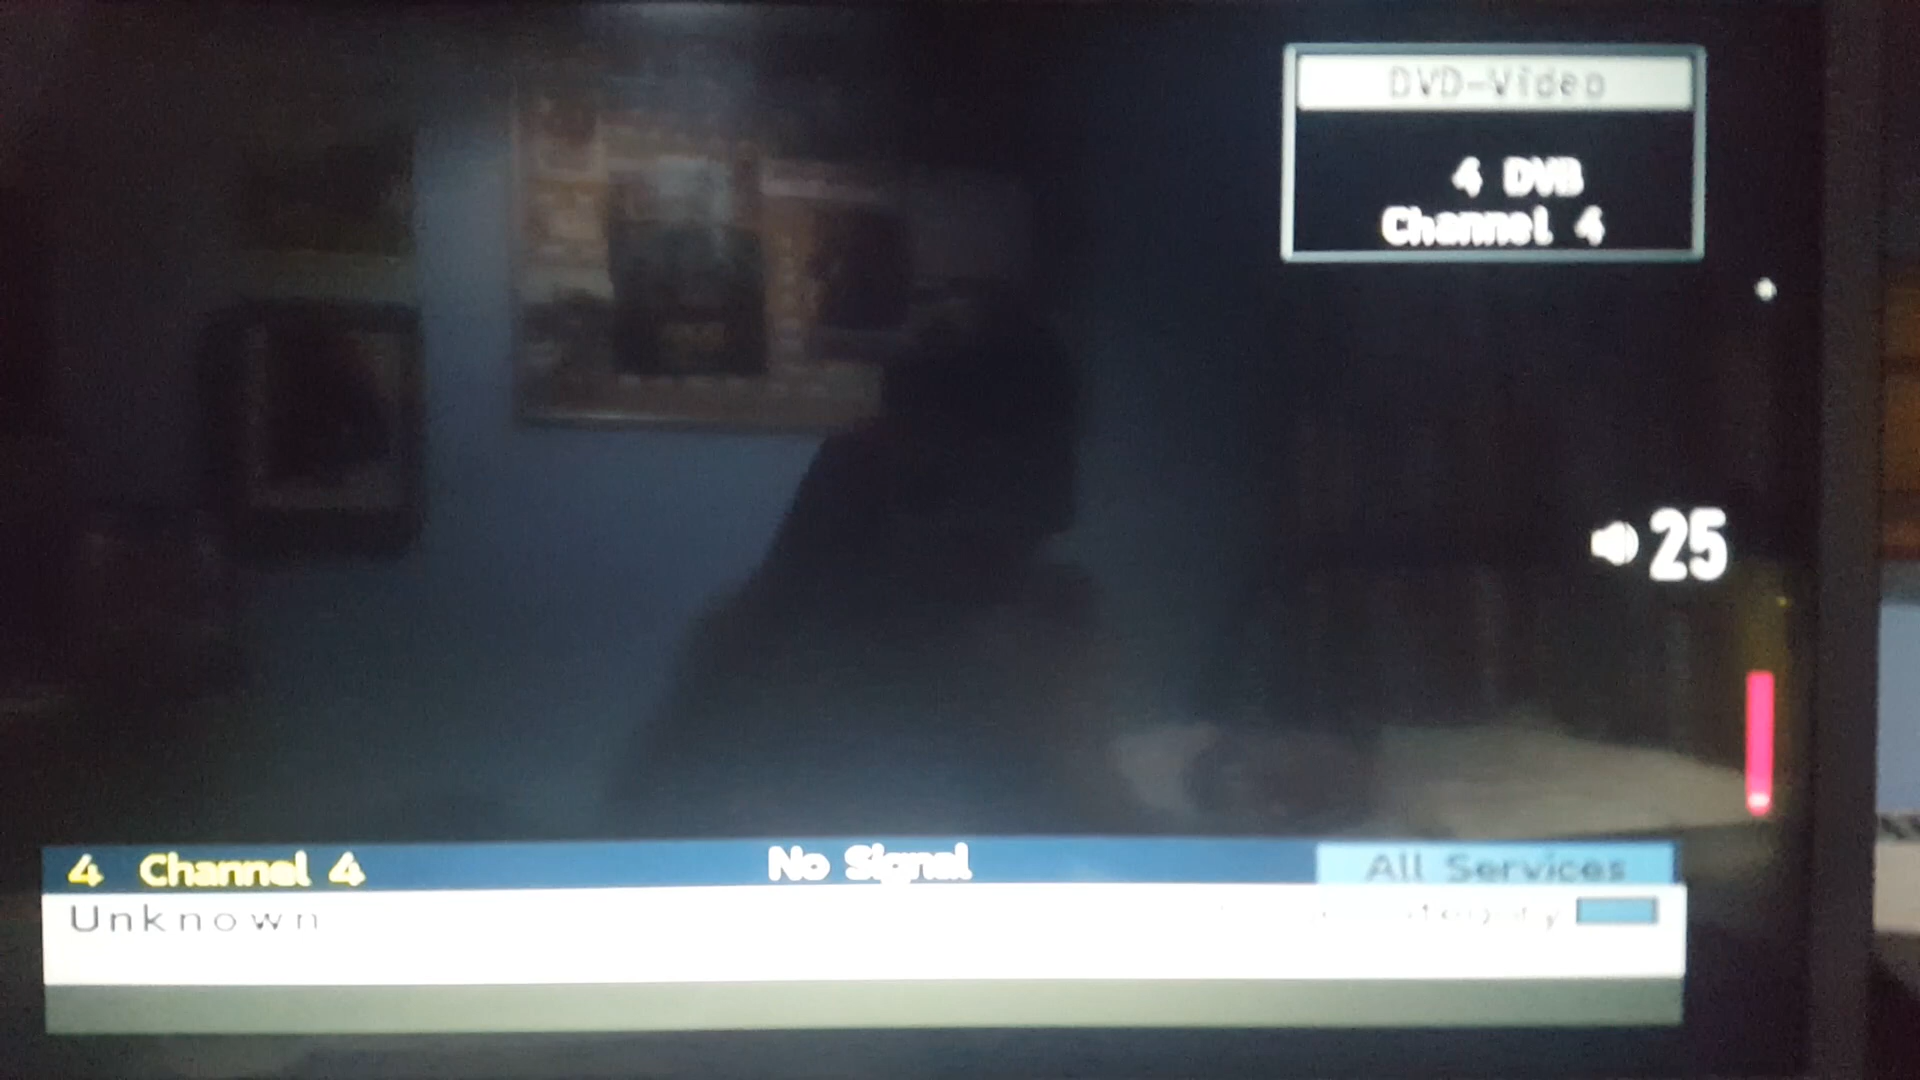 DVD-Video
4 DVB
Channel 4
25
4 Channel 4
No Signal
All Services
Unknown